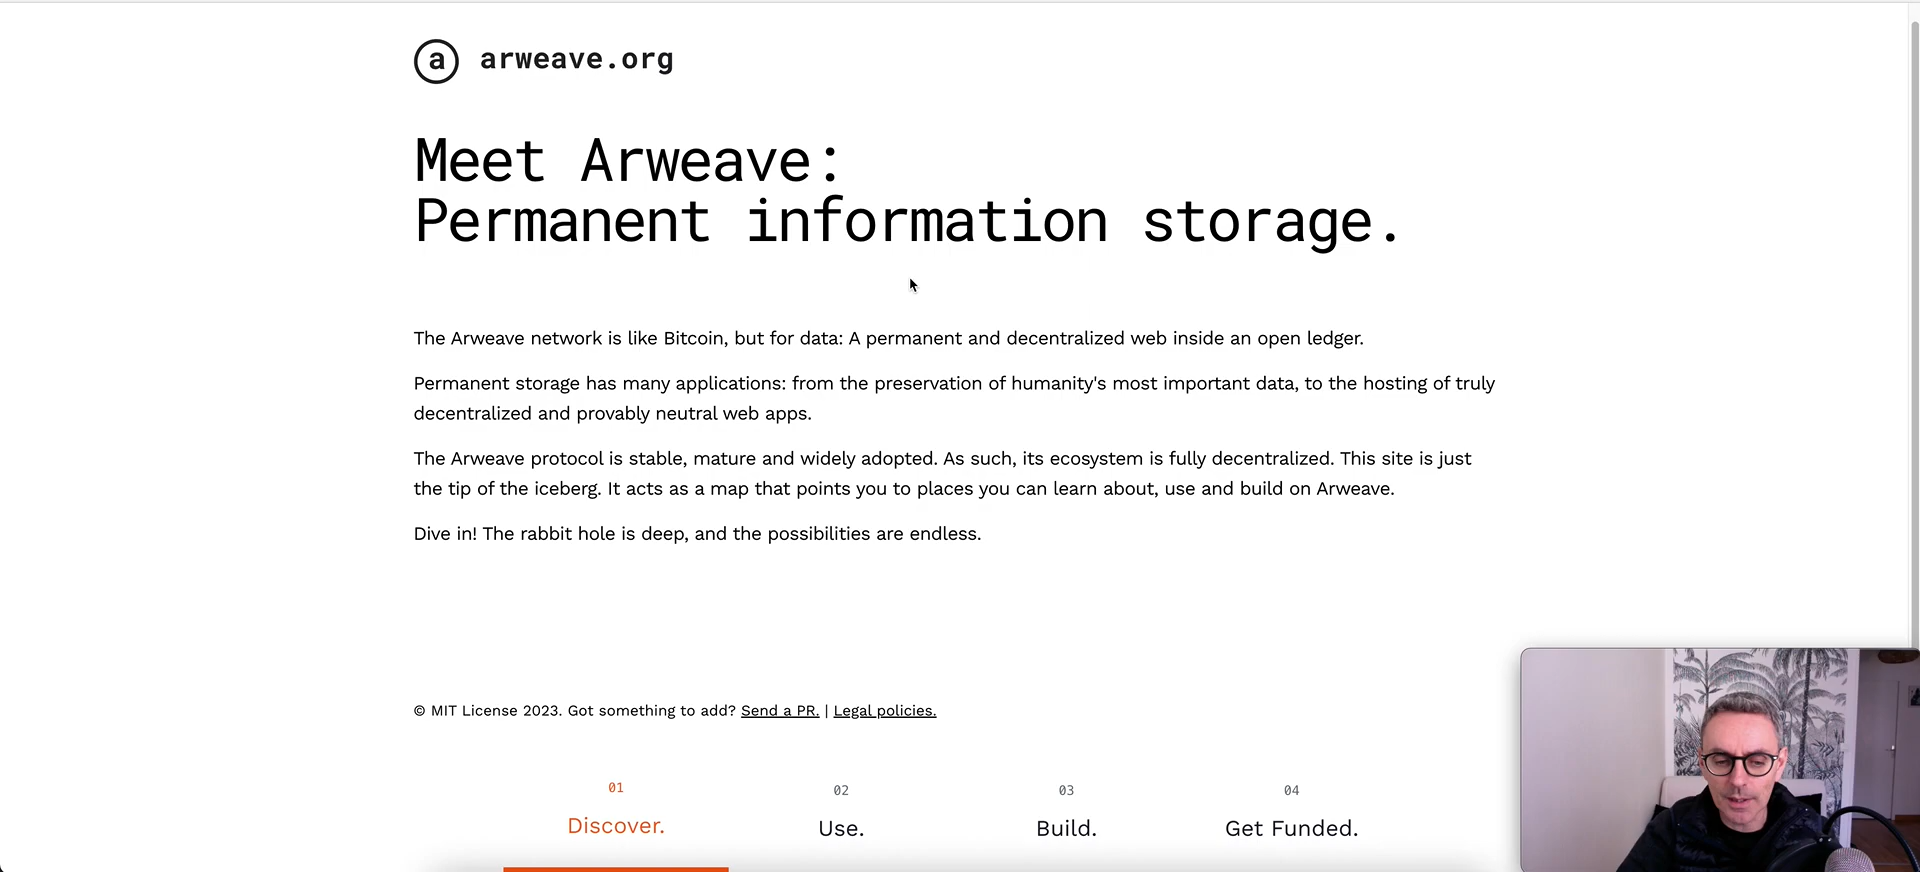 a arweave.org
Meet Arweave:
Permanent information storage.
The Arweave network is like Bitcoin, but for data: A permanent and decentralized web inside an open ledger.
Permanent storage has many applications: from the preservation of humanity's most important data, to the hosting of truly
decentralized and provably neutral web apps.
The Arweave protocol is stable, mature and widely adopted. As such, its ecosystem is fully decentralized. This site is just
the tip of the iceberg. It acts as a map that points you to places you can learn about, use and build on Arweave.
Dive in! The rabbit hole is deep, and the possibilities are endless.
© MIT License 2023. Got something to add? Send a PR. | Legal policies.
01 02 03 04
Discover. Use. Build. Get Funded.